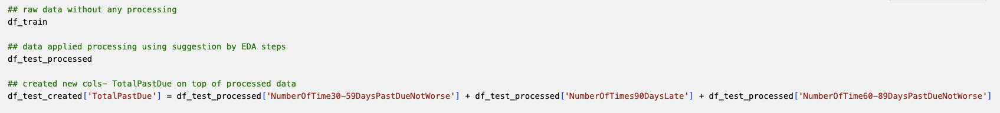 ## raw data without any processing
df_train
## data applied processing using suggestion by EDA steps
df_test_processed
## created new cols- TotalPastDue on top of processed data
df_test_created['TotalPastDue'] = df_test_processed['NumberOfTime30-59DaysPastDueNotWorse'] + df_test_processed['NumberOfTimes90DaysLate'] + df_test_processed['NumberOfTime60-89DaysPastDueNotWorse']